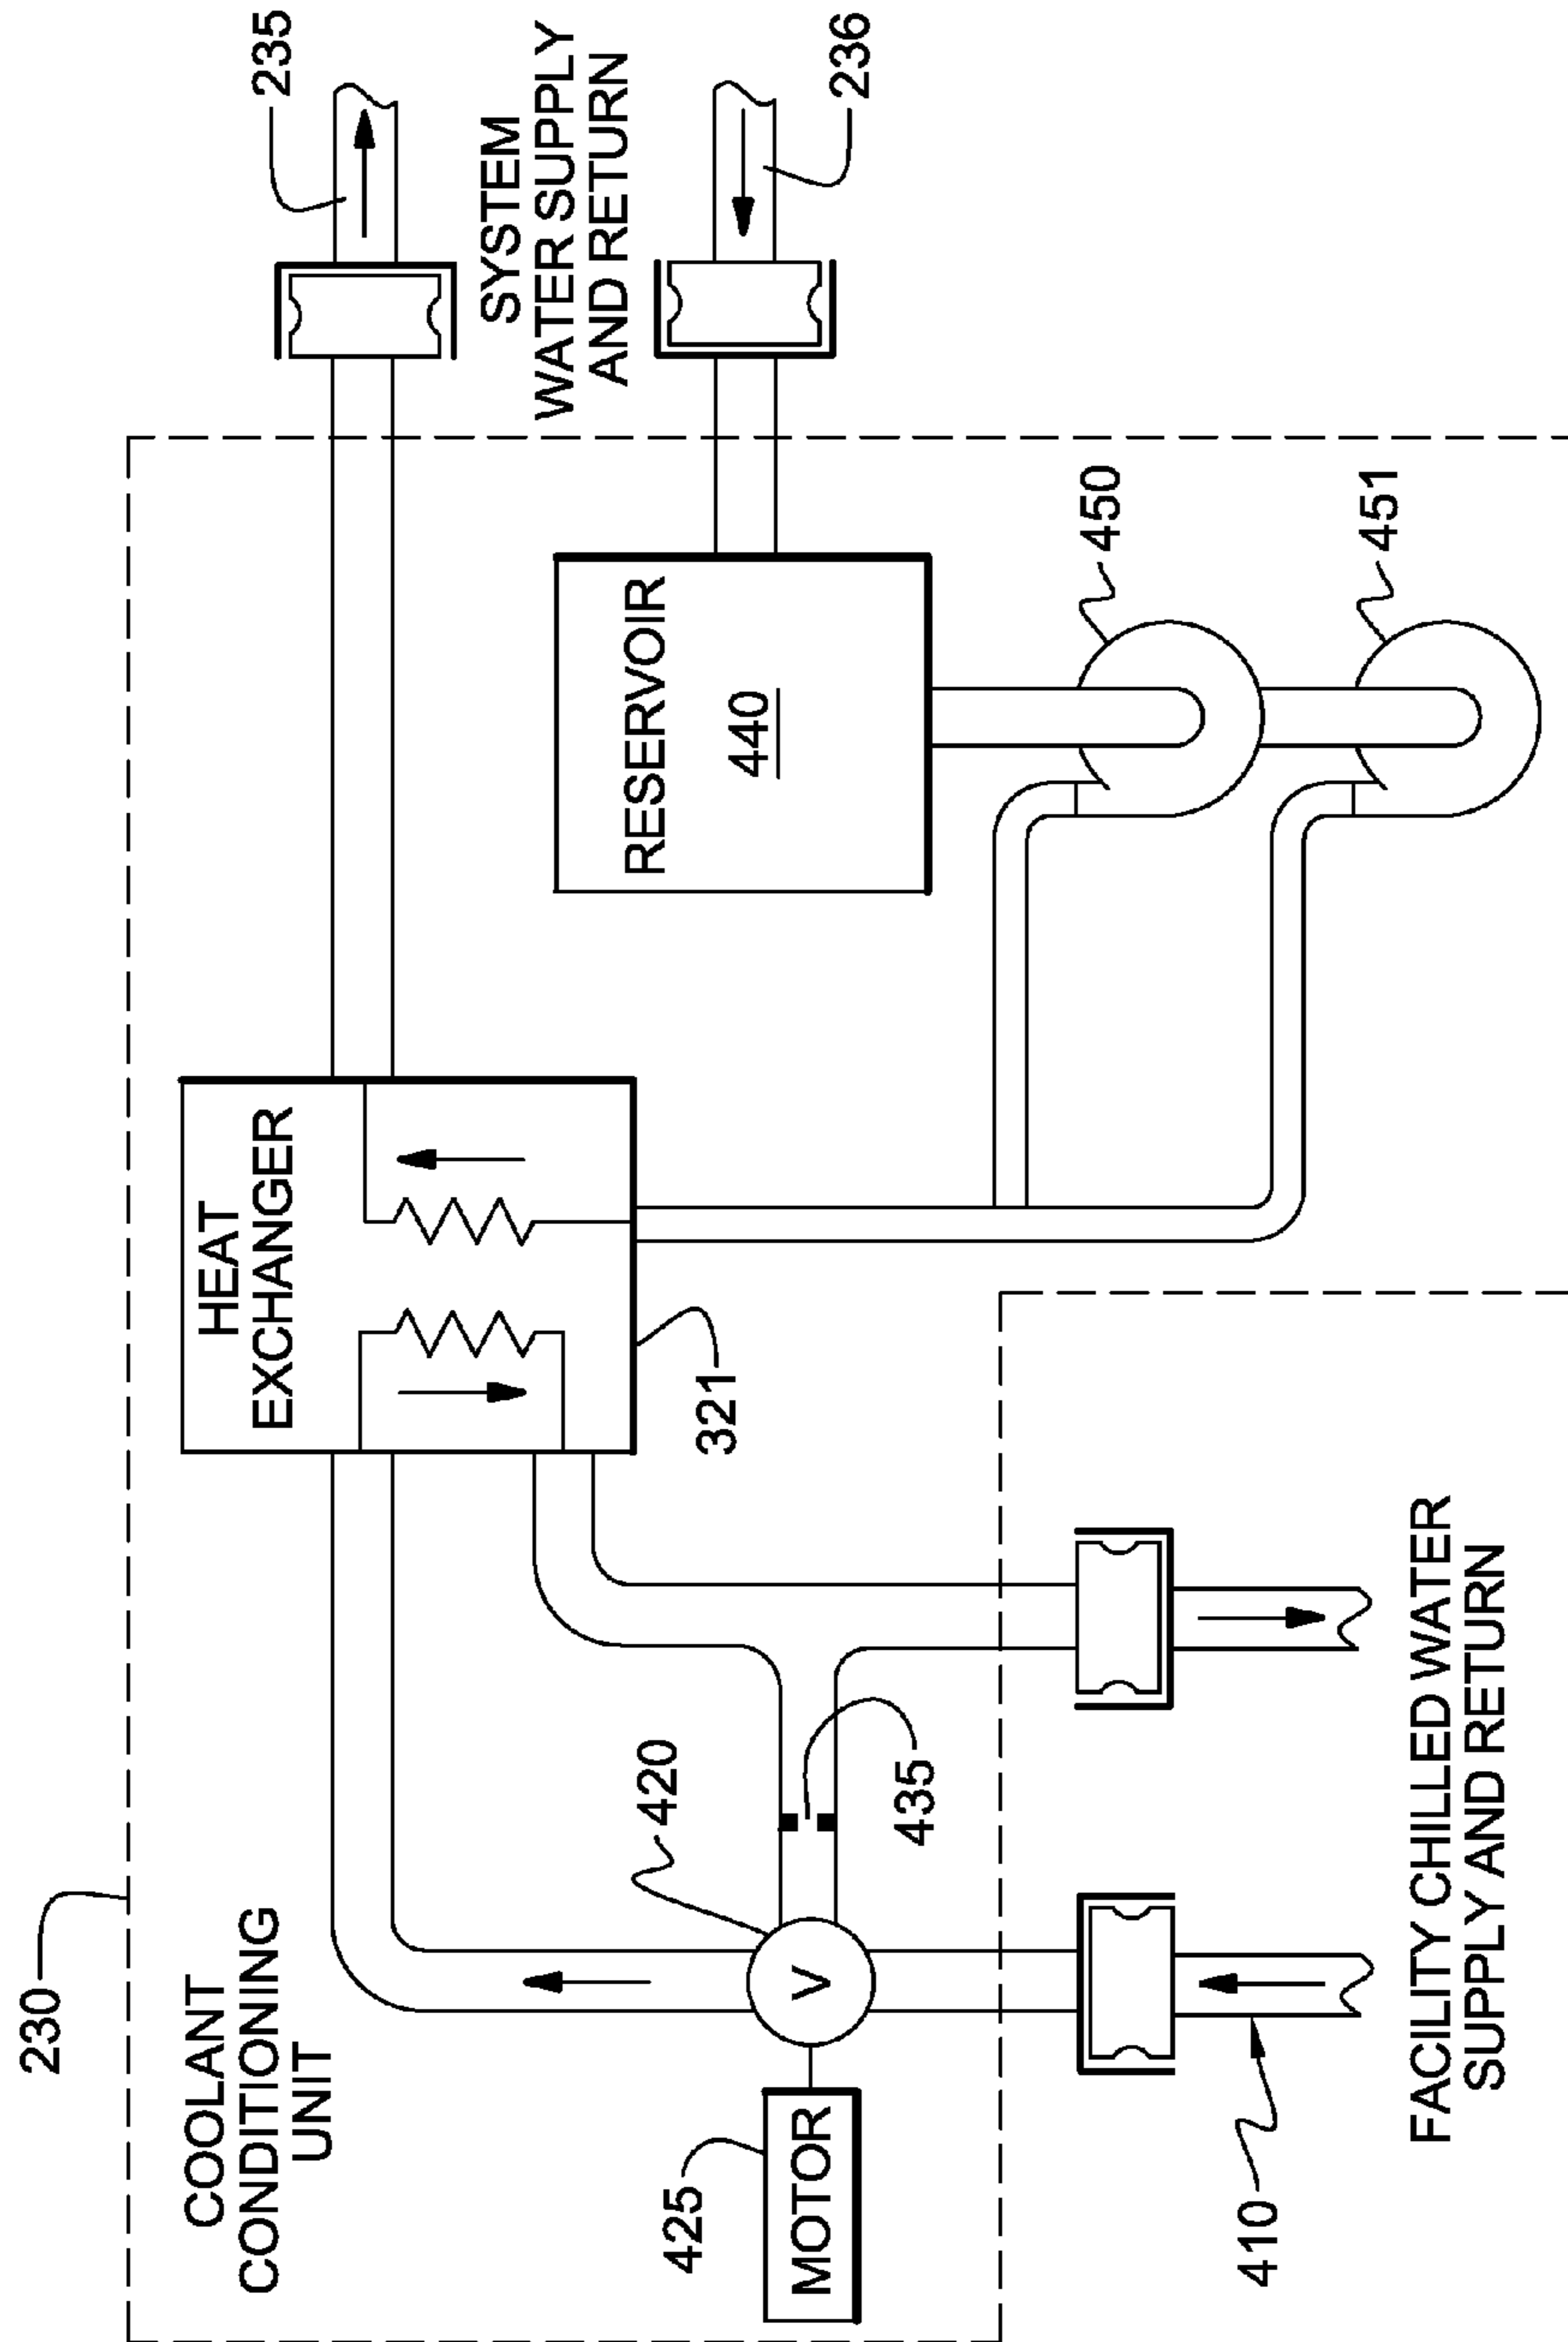 230
COOLANT
CONDITIONING
UNIT
HEAT
EXCHANGER
235
SYSTEM
WATER SUPPLY
AND RETURN
236
RESERVOIR
440
321
420
425
MOTOR
V
435
450
451
410
FACILITY CHILLED WATER
SUPPLY AND RETURN